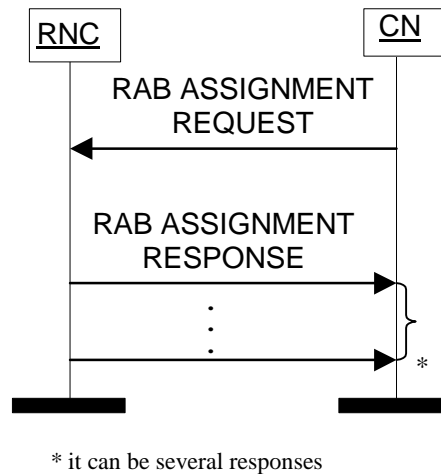 RNC
CN
RAB ASSIGNMENT
REQUEST
RAB ASSIGNMENT
RESPONSE
*
* it can be several responses